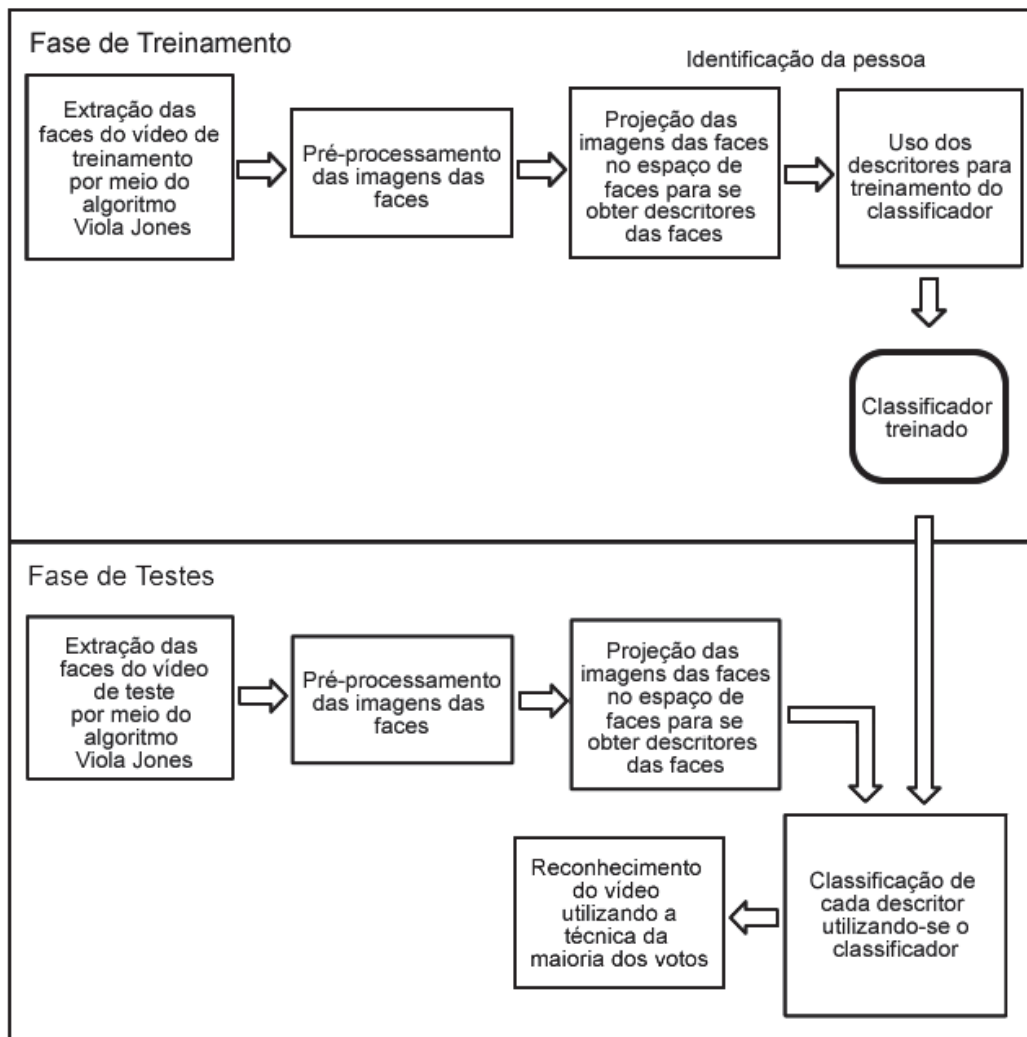 Fase de Treinamento
Identificação da pessoa
Extração das
faces do vídeo de
treinamento
por meio do
algoritmo
Viola Jones
Pré-processamento
das imagens das
faces
Projeção das
imagens das faces
no espaço de
faces para se
obter descritores
das faces
Uso dos
descritores para
treinamento do
classificador
Classificador
treinado
Fase de Testes
Extração das
faces do vídeo
de teste
por meio do
algoritmo
Viola Jones
Pré-processamento
das imagens das
faces
Projeção das
imagens das faces
no espaço de
faces para se
obter descritores
das faces
Classificação de
cada descritor
utilizando-se o
classificador
Reconhecimento
do vídeo
utilizando a
técnica da
maioria dos votos